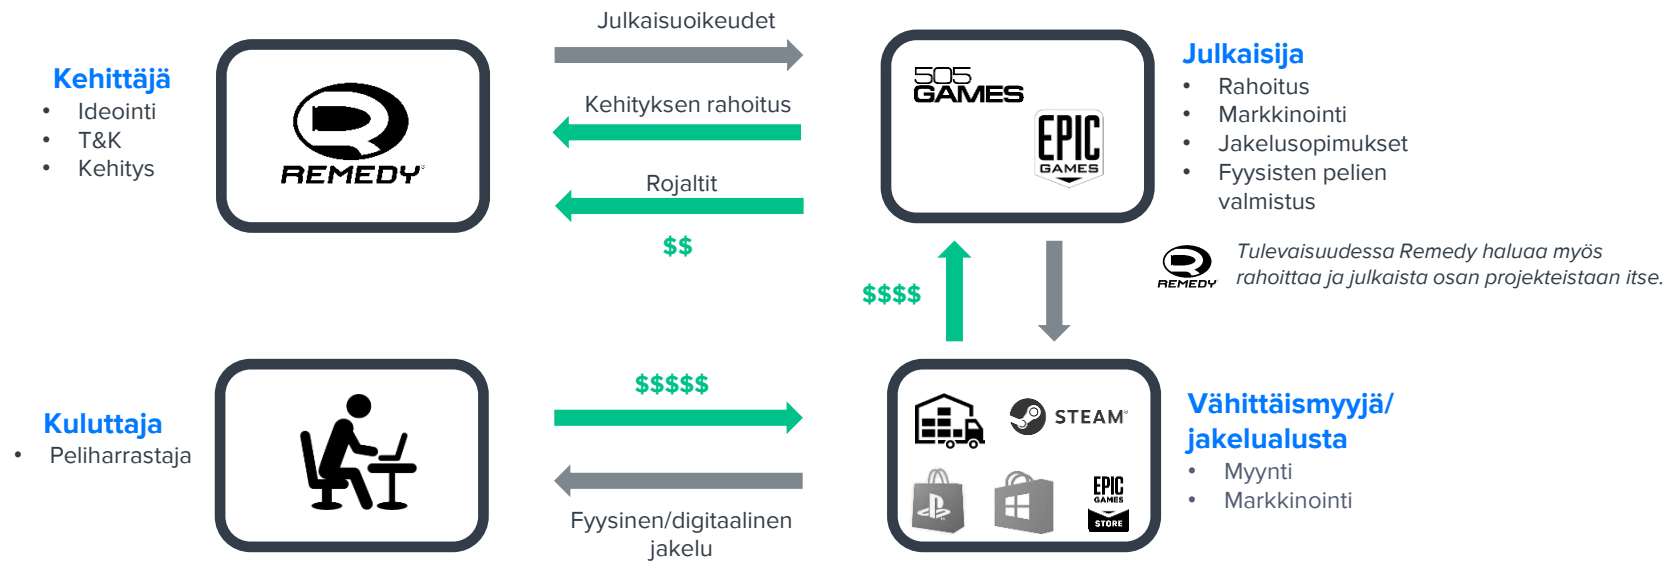 Julkaisuoikeudet
Kehittäjä
• Ideointi
• T&K
• Kehitys
REMEDY
Kehityksen rahoitus
Rojaltit
$$
505
GAMES
EPIC
GAMES
Julkaisija
• Rahoitus
• Markkinointi
• Jakelusopimukset
• Fyysisten pelien
valmistus
REMEDY
Tulevaisuudessa Remedy haluaa myös
rahoittaa ja julkaista osan projekteistaan itse.
$$$$
Kuluttaja
• Peliharrastaja
$$$$$
Fyysinen/digitaalinen
jakelu
STEAM
EPIC
GAMES
STORE
Vähittäismyyjä/
jakelualusta
• Myynti
• Markkinointi